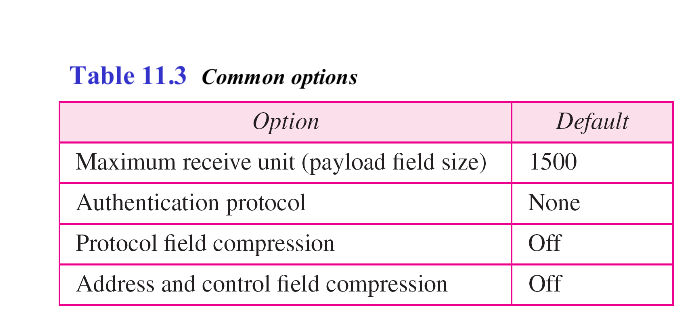 Table 11.3 Common options
Option Default
Maximum receive unit (payload field size) 1500
Authentication protocol None
Protocol field compression Off
Address and control field compression Off